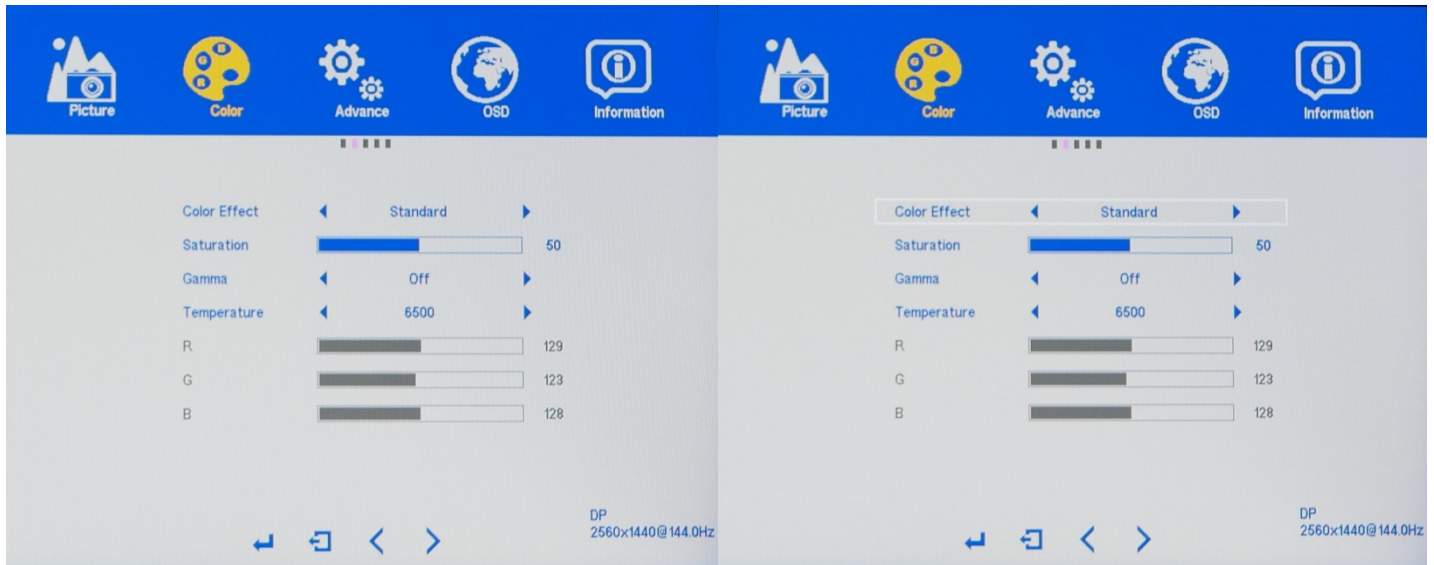 Picture Color Advance OSD Information
Color Effect Standard
Saturation 50
Gamma Off
Temperature 6500
R 129
G 123
B 128
DP
2560x1440@144.0Hz
Picture Color Advance OSD Information
Color Effect Standard
Saturation 50
Gamma Off
Temperature 6500
R 129
G 123
B 128
DP
2560x1440@144.0Hz